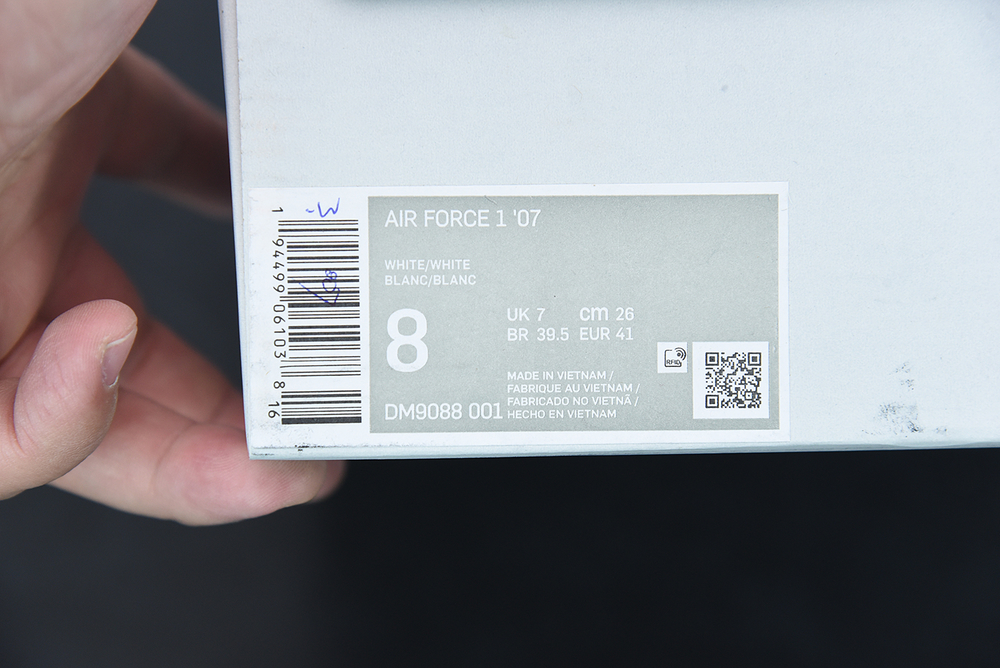 AIR FORCE 1 '07
WHITE/WHITE
BLANC/BLANC
8
UK 7 cm 26
BR 39.5 EUR 41
MADE IN VIETNAM /
FABRIQUE AU VIETNAM /
FABRICADO NO VIETNÃ /
HECHO EN VIETNAM
DM9088 001
RFID
1 94499 06103 8 16